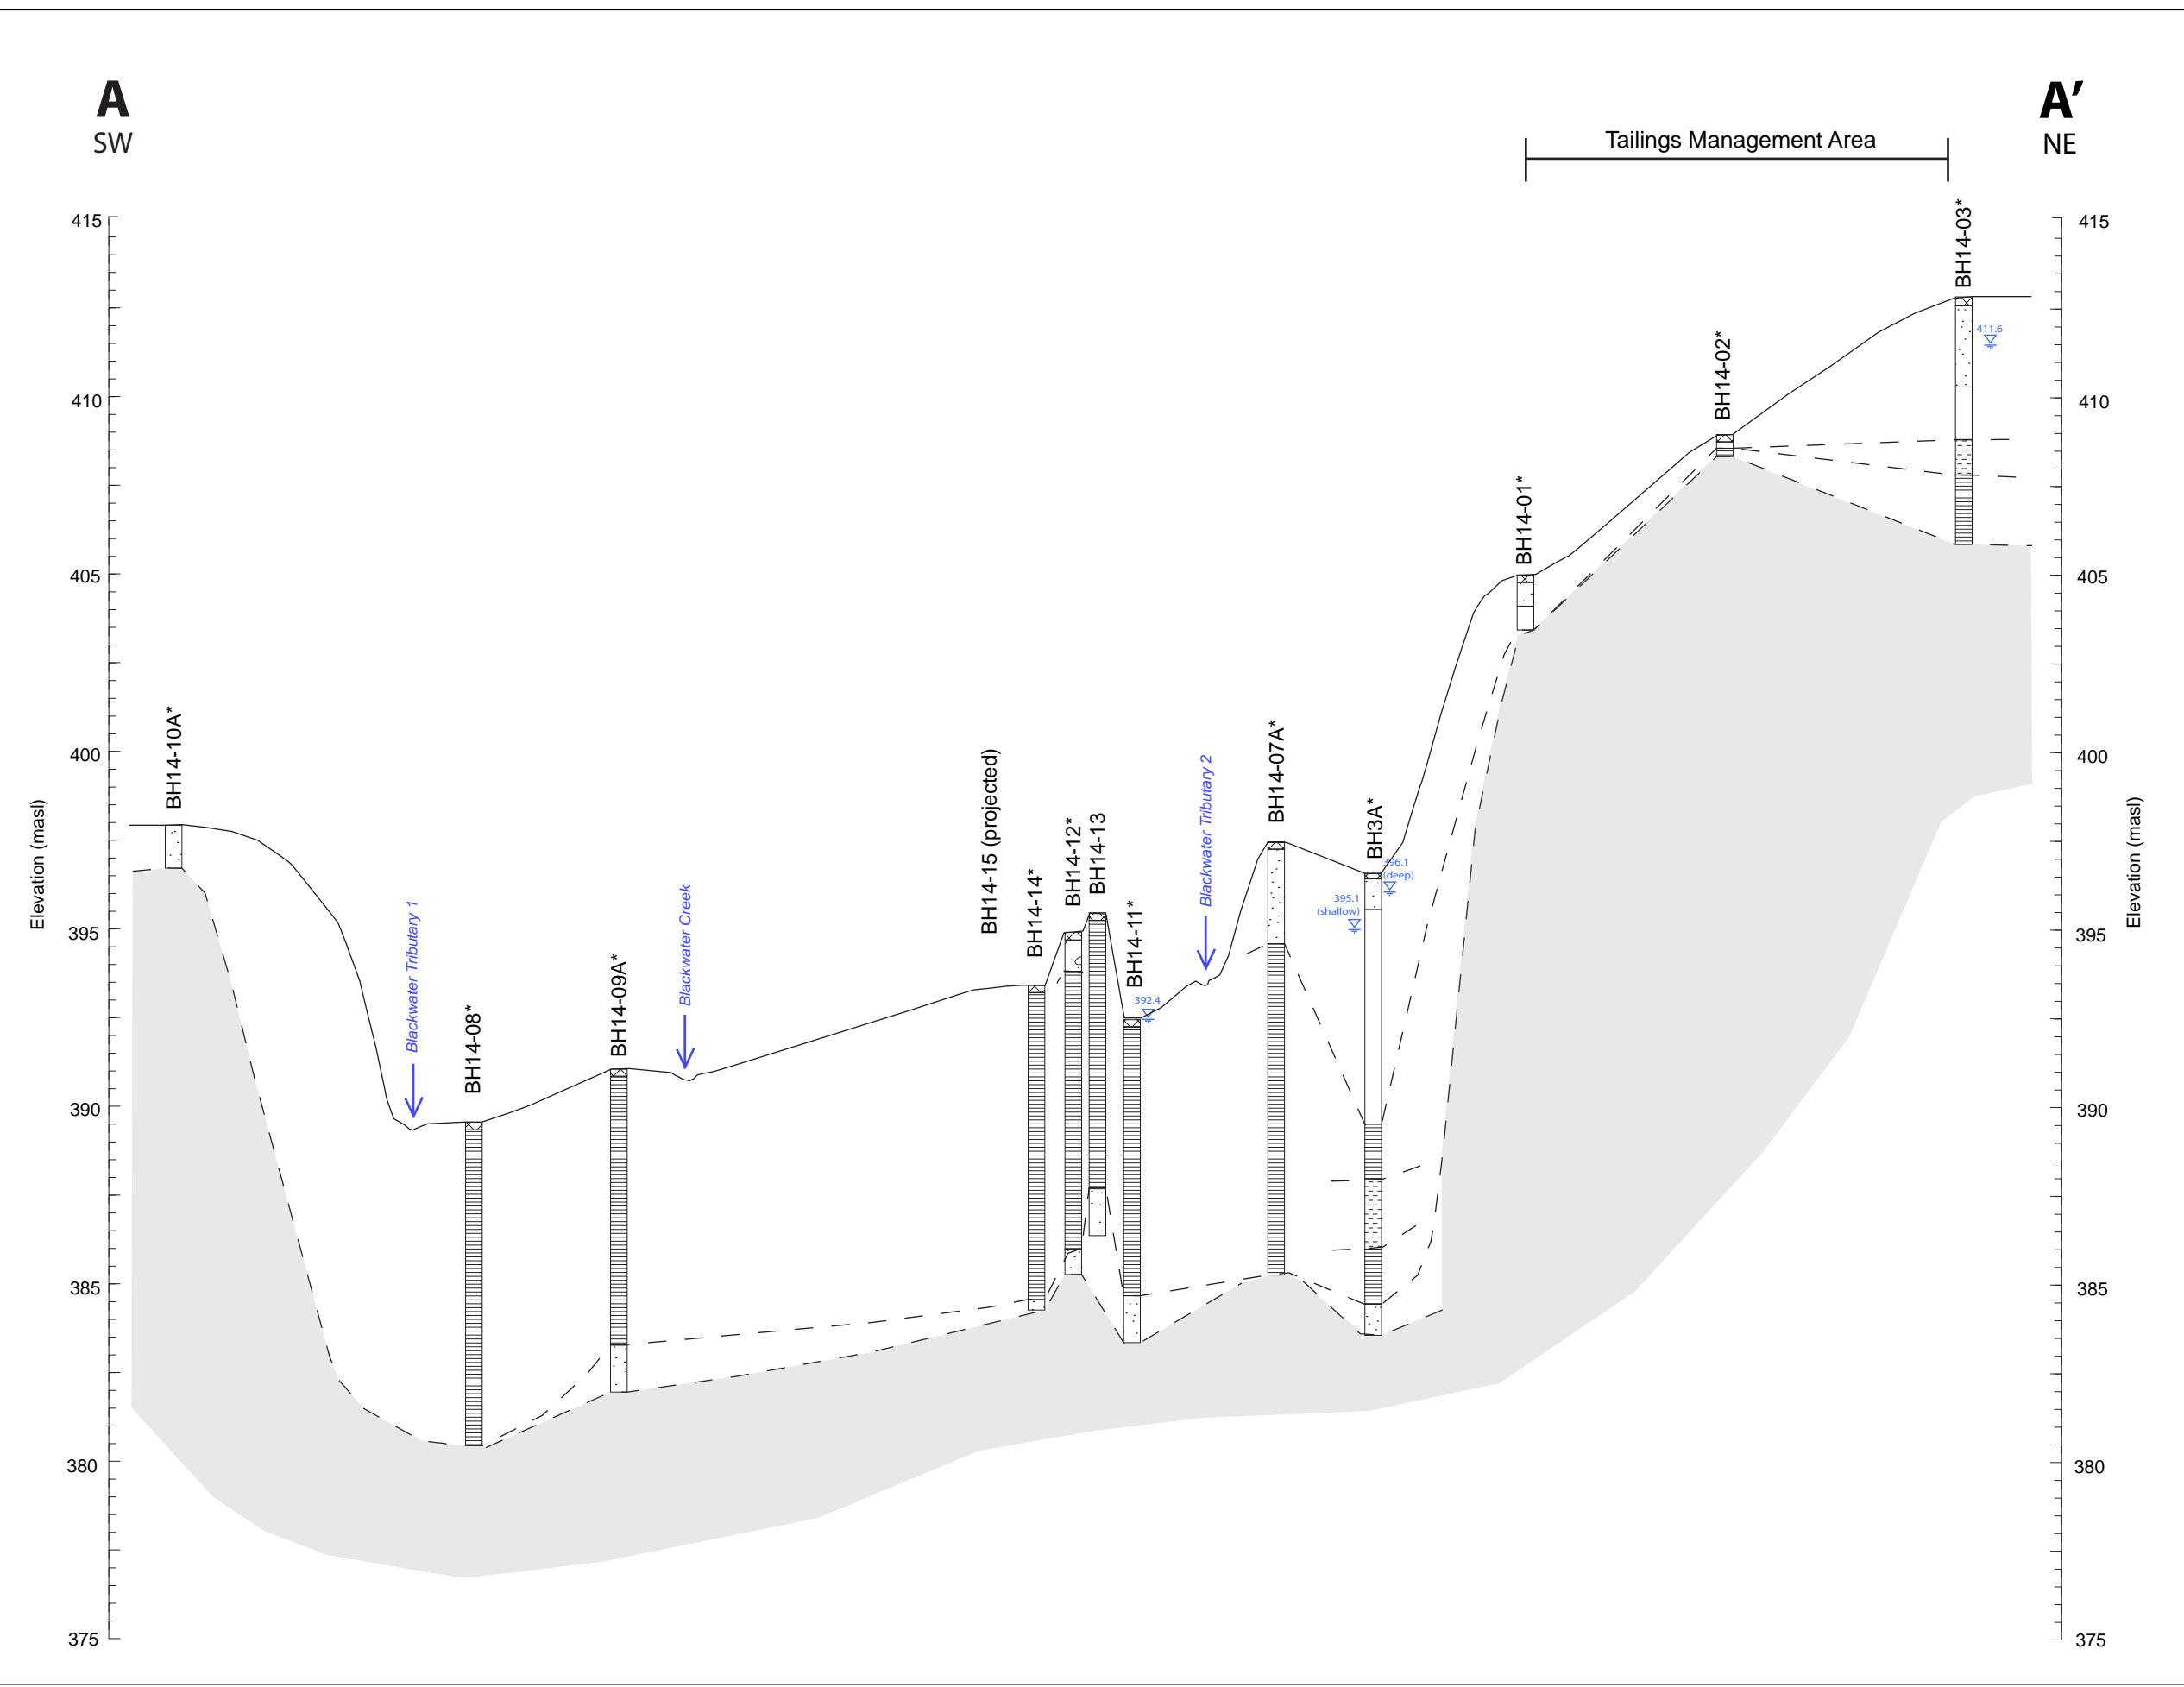 A
SW
A′
NE
Tailings Management Area
415
410
405
400
395
390
385
380
375
Elevation (masl)
BH14-10A*
Blackwater Tributary 1
BH14-08*
BH14-09A*
Blackwater Creek
BH14-15 (projected)
BH14-14*
BH14-12*
BH14-13
BH14-11*
392.4
Blackwater Tributary 2
BH14-07A*
BH3A*
396.1
(deep)
395.1
(shallow)
BH14-01*
BH14-02*
BH14-03*
411.6
415
410
405
400
395
390
385
380
375
Elevation (masl)